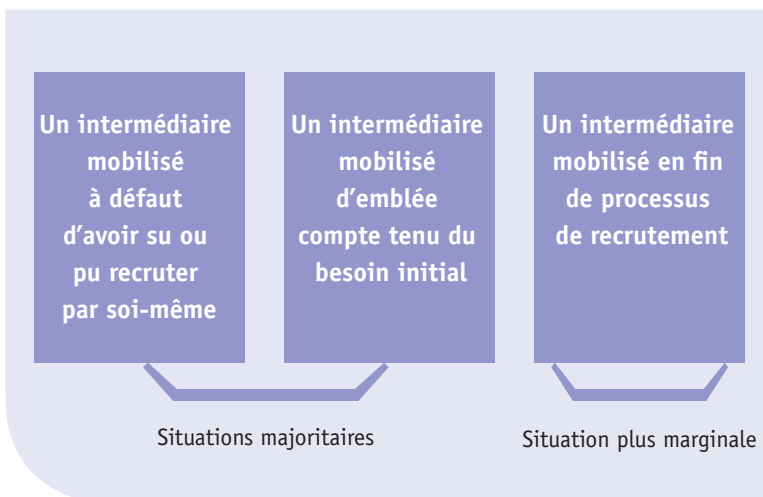 Un intermédiaire
mobilisé
à défaut
d'avoir su ou
pu recruter
par soi-même
Un intermédiaire
mobilisé
d'emblée
compte tenu du
besoin initial
Un intermédiaire
mobilisé en fin
de processus
de recrutement
Situations majoritaires
Situation plus marginale